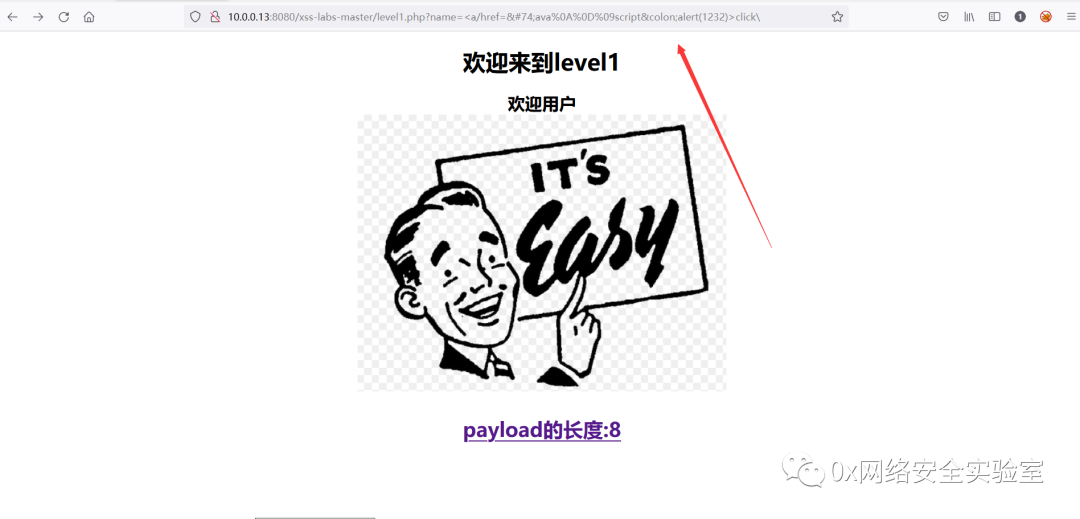 10.0.0.13:8080/xss-labs-master/level1.php?name=<a/href=&#74;ava%0A%0D%09script&colon;alert(1232)>click\
欢迎来到level1
欢迎用户
IT'S
Easy
payload的长度:8
0x网络安全实验室